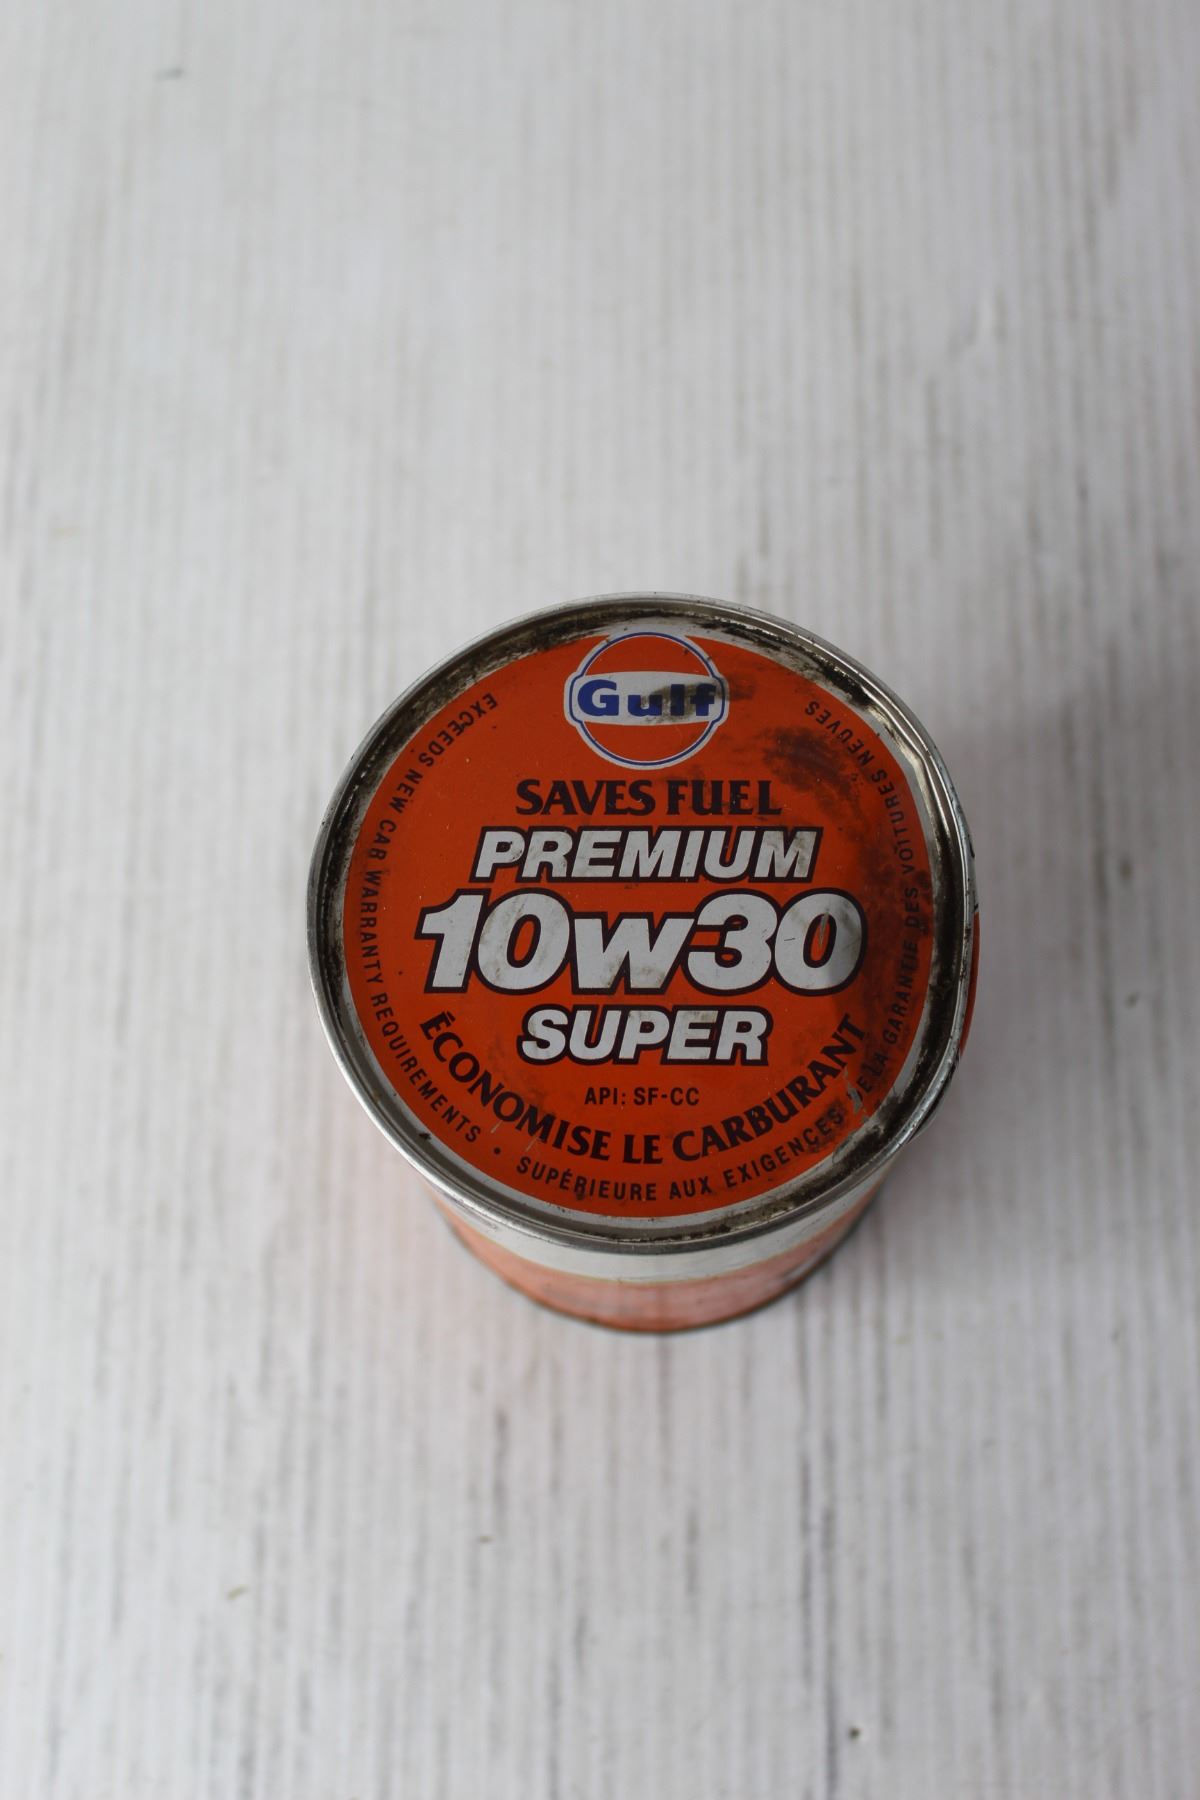 Gulf
SAVES FUEL
PREMIUM
10w30
SUPER
API: SF-CC
ÉCONOMISE LE CARBURANT
EXCEEDS NEW CAR WARRANTY REQUIREMENTS • SUPÉRIEURE AUX EXIGENCES DE LA GARANTIE DES VOITURES NEUVES